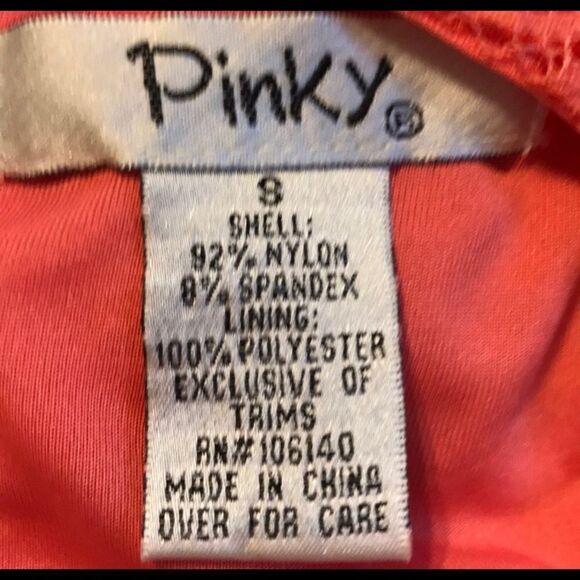 Pinky®
S
SHELL:
92% NYLON
8% SPANDEX
LINING:
100% POLYESTER
EXCLUSIVE OF
TRIMS
RN#106140
MADE IN CHINA
OVER FOR CARE